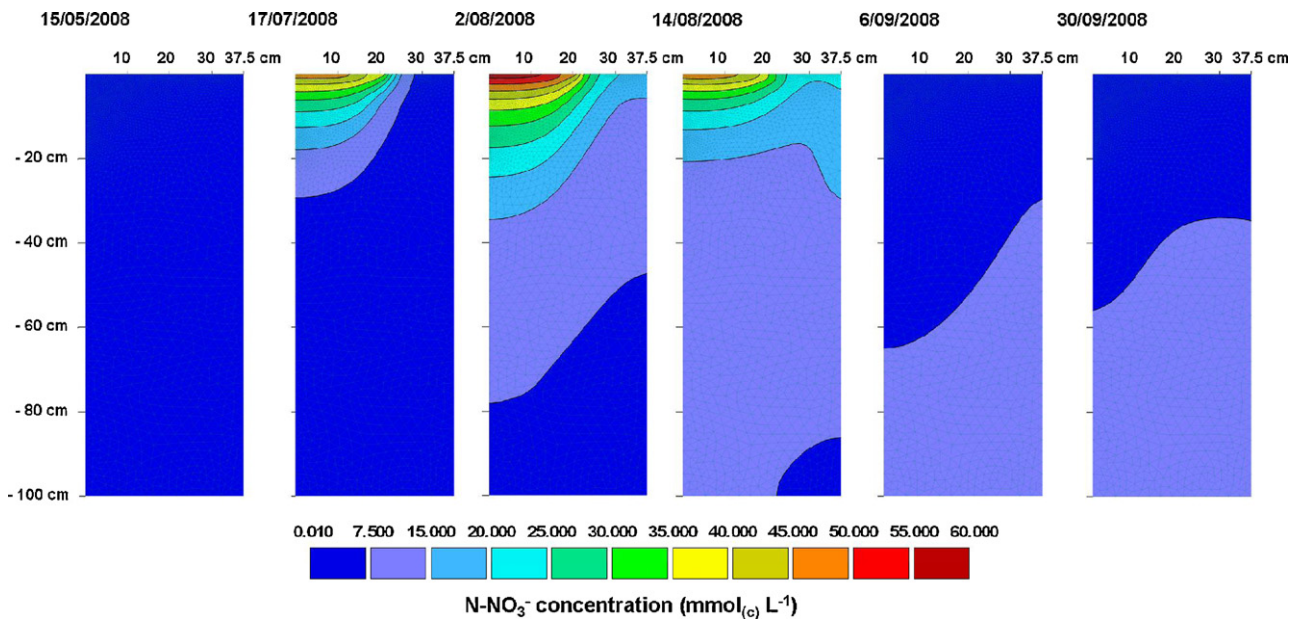 15/05/2008 17/07/2008 2/08/2008 14/08/2008 6/09/2008 30/09/2008
10 20 30 37.5 cm 10 20 30 37.5 cm 10 20 30 37.5 cm 10 20 30 37.5 cm 10 20 30 37.5 cm 10 20 30 37.5 cm
- 20 cm
- 40 cm
- 60 cm
- 80 cm
- 100 cm
0.010 7.500 15.000 20.000 25.000 30.000 35.000 40.000 45.000 50.000 55.000 60.000
N-NO₃⁻ concentration (mmol₍c₎ L⁻¹)